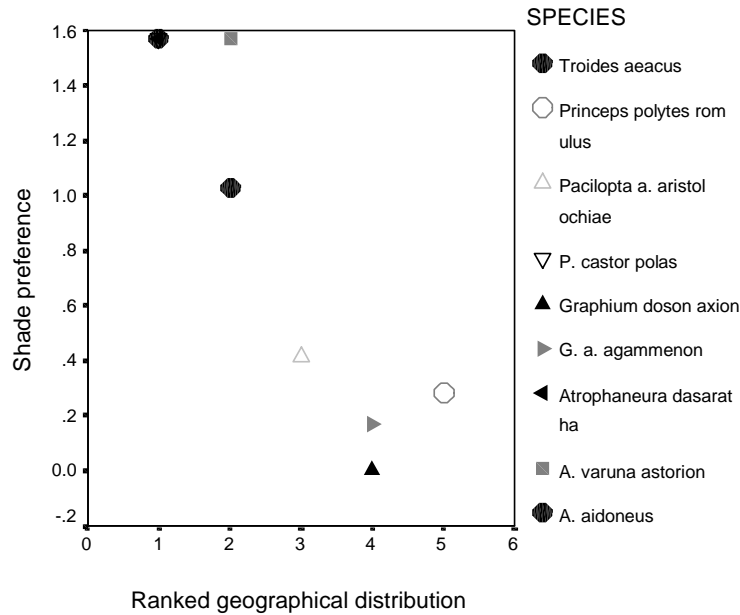 SPECIES
Troides aeacus
Princeps polytes rom
ulus
Pacilopta a. aristol
ochiae
P. castor polas
Graphium doson axion
G. a. agammenon
Atrophaneura dasarat
ha
A. varuna astorion
A. aidoneus
Shade preference
1.6
1.4
1.2
1.0
.8
.6
.4
.2
0.0
-.2
0 1 2 3 4 5 6
Ranked geographical distribution